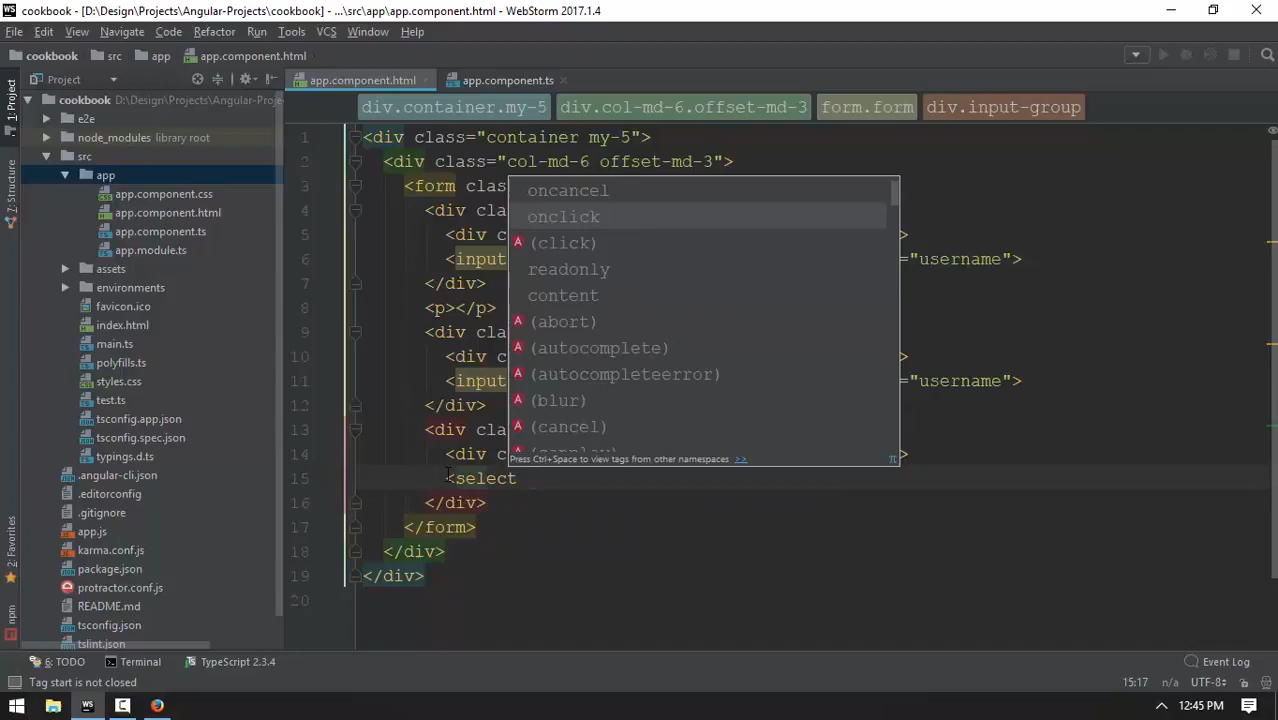 cookbook - [D:\Design\Projects\Angular-Projects\cookbook] - ...\src\app\app.component.html - WebStorm 2017.1.4
File Edit View Navigate Code Refactor Run Tools VCS Window Help
cookbook src app app.component.html
Project
app.component.html app.component.ts
div.container.my-5 div.col-md-6.offset-md-3 form.form div.input-group
1: Project
7: Structure
2: Favorites
npm
cookbook D:\Design\Projects\Angular-Proje
e2e
node_modules library root
src
app
app.component.css
app.component.html
app.component.ts
app.module.ts
assets
environments
favicon.ico
index.html
main.ts
polyfills.ts
styles.css
test.ts
tsconfig.app.json
tsconfig.spec.json
typings.d.ts
.angular-cli.json
.editorconfig
.gitignore
app.js
karma.conf.js
package.json
protractor.conf.js
README.md
tsconfig.json
tslint.json
1 <div class="container my-5">
2 <div class="col-md-6 offset-md-3">
3 <form clas
4 <div cla
5 <div c >
6 <input ="username">
7 </div>
8 <p></p>
9 <div cla
10 <div c >
11 <input ="username">
12 </div>
13 <div cla
14 <div c >
15 <select
16 </div>
17 </form>
18 </div>
19 </div>
20
oncancel
onclick
(click)
readonly
content
(abort)
(autocomplete)
(autocompleteerror)
(blur)
(cancel)
Press Ctrl+Space to view tags from other namespaces >> π
6: TODO Terminal TypeScript 2.3.4 Event Log
Tag start is not closed 15:17 n/a UTF-8
WS 12:45 PM